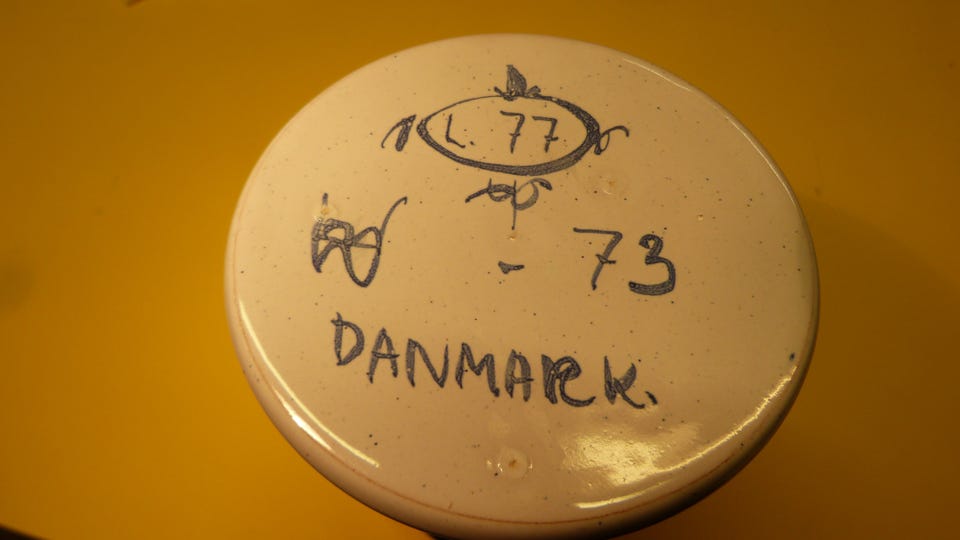 L. 77
- 73
DANMARK.